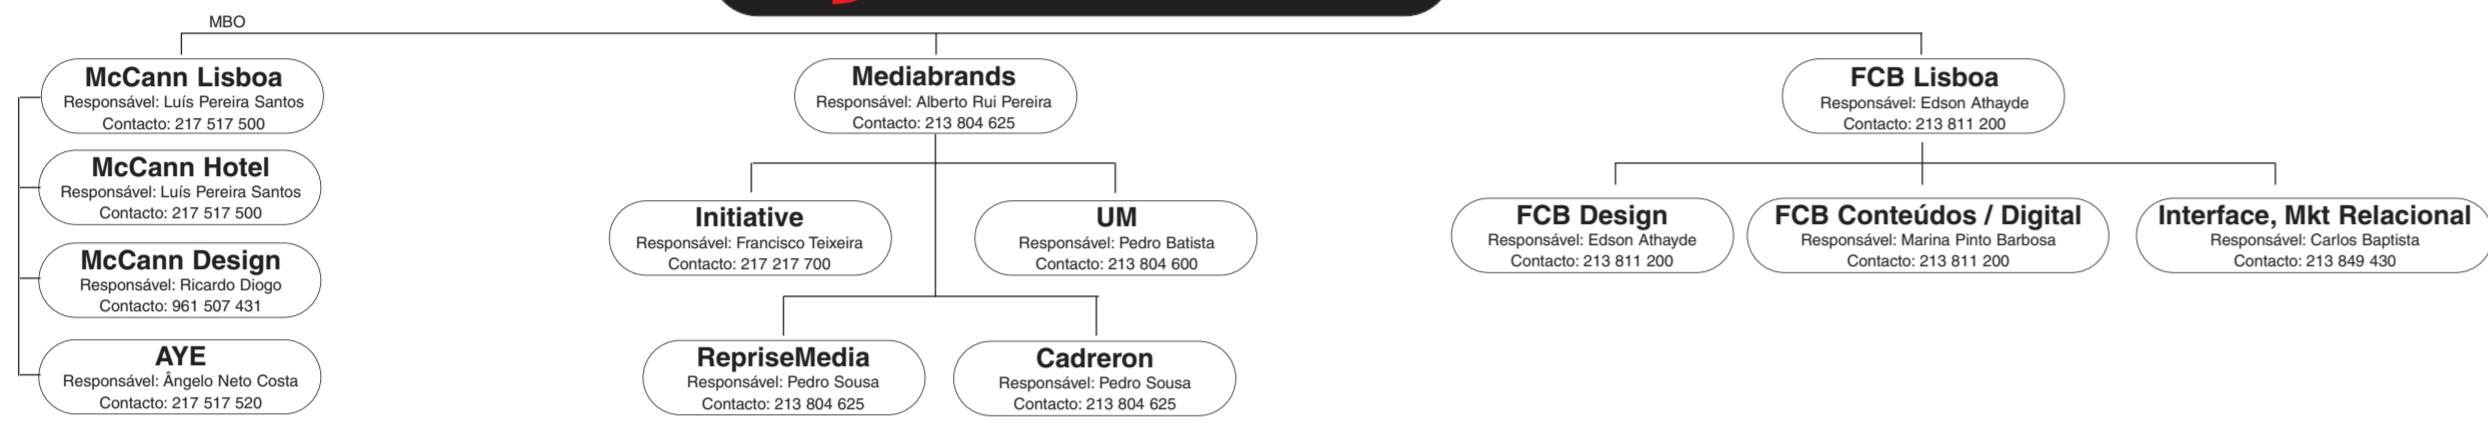 MBO
McCann Lisboa
Responsável: Luís Pereira Santos
Contacto: 217 517 500
McCann Hotel
Responsável: Luís Pereira Santos
Contacto: 217 517 500
McCann Design
Responsável: Ricardo Diogo
Contacto: 961 507 431
AYE
Responsável: Ângelo Neto Costa
Contacto: 217 517 520
Mediabrands
Responsável: Alberto Rui Pereira
Contacto: 213 804 625
Initiative
Responsável: Francisco Teixeira
Contacto: 217 217 700
UM
Responsável: Pedro Batista
Contacto: 213 804 600
RepriseMedia
Responsável: Pedro Sousa
Contacto: 213 804 625
Cadreron
Responsável: Pedro Sousa
Contacto: 213 804 625
FCB Lisboa
Responsável: Edson Athayde
Contacto: 213 811 200
FCB Design
Responsável: Edson Athayde
Contacto: 213 811 200
FCB Conteúdos / Digital
Responsável: Marina Pinto Barbosa
Contacto: 213 811 200
Interface, Mkt Relacional
Responsável: Carlos Baptista
Contacto: 213 849 430